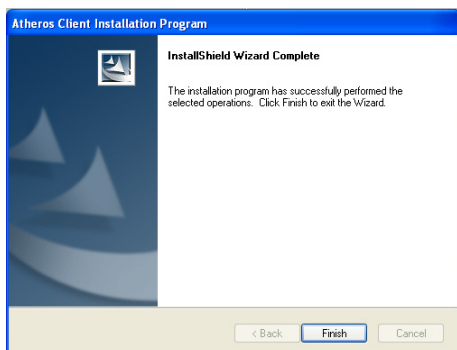 Atheros Client Installation Program
InstallShield Wizard Complete
The installation program has successfully performed the
selected operations. Click Finish to exit the Wizard.
< Back
Finish
Cancel